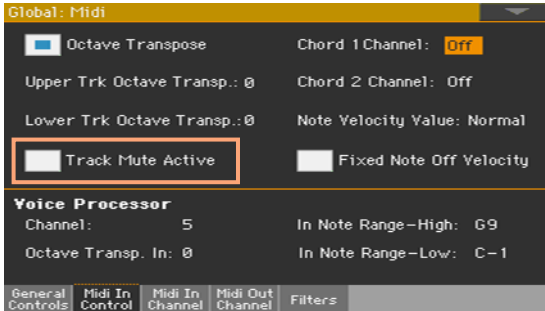 Global: Midi
Octave Transpose
Chord 1 Channel: Off
Upper Trk Octave Transp.: 0
Chord 2 Channel: Off
Lower Trk Octave Transp.:0
Note Velocity Value: Normal
Track Mute Active
Fixed Note Off Velocity
Voice Processor
Channel: 5
In Note Range-High: G9
Octave Transp. In: 0
In Note Range-Low: C-1
General Controls
Midi In Control
Midi In Channel
Midi Out Channel
Filters